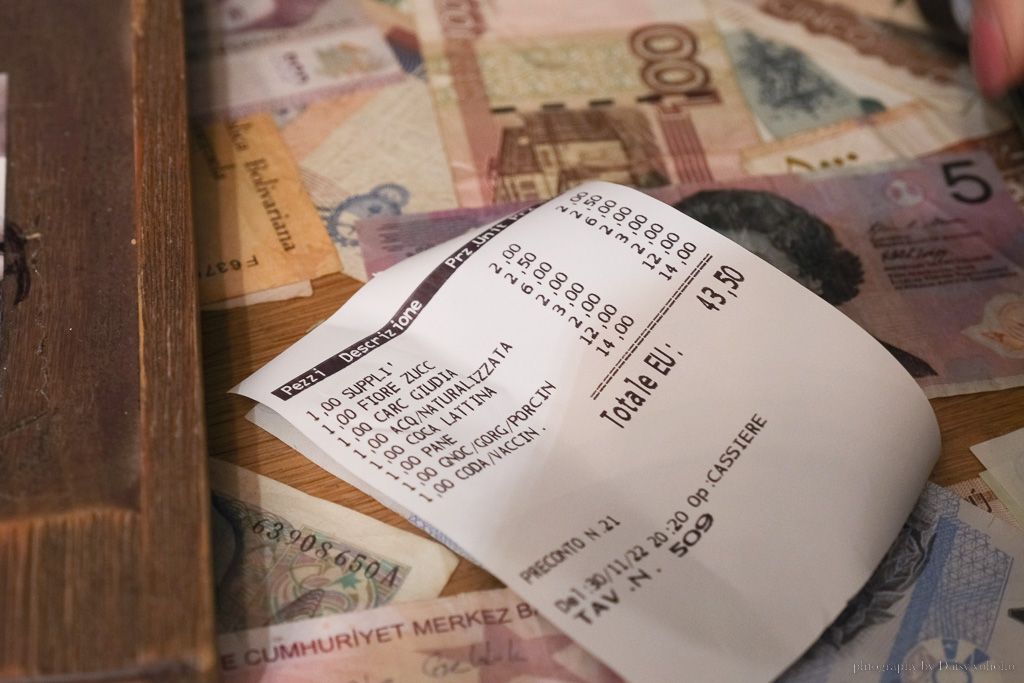 Pezzi Descrizione Prz.Unit
1,00 SUPPLI' 2,00 2,00
1,00 FIORE ZUCC 2,50 2,50
1,00 CARC GIUDIA 6,00 6,00
1,00 ACQ/NATURALIZZATA 2,00 2,00
1,00 COCA LATTINA 3,00 3,00
1,00 PANE 2,00 2,00
1,00 GNOC/GORG/PORCIN 12,00 12,00
1,00 CODA/VACCIN. 14,00 14,00
Totale EU: 43,50
PRECONTO N.21
Del:30/11/22 20:20 Op:CASSIERE
TAV.N. 509
100
5
Bolivariana
63908650A
E CUMHURİYET MERKEZ B
photography by